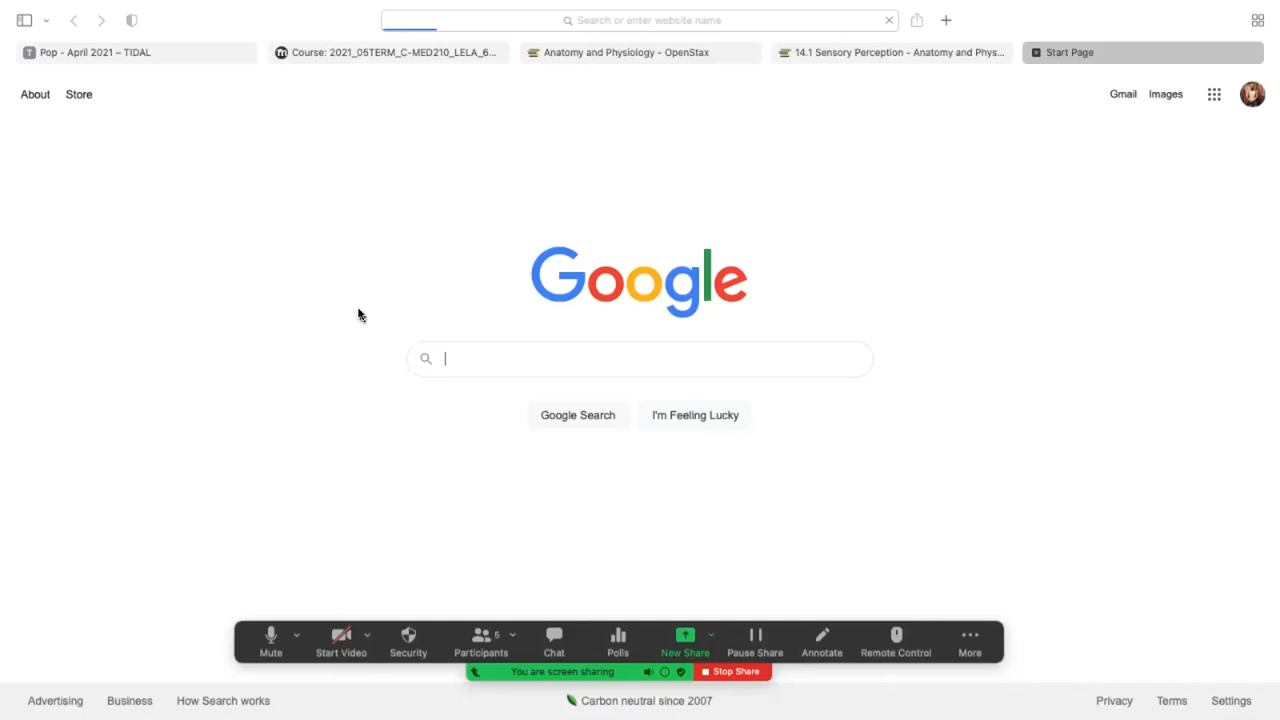 Search or enter website name
T Pop - April 2021 – TIDAL
m Course: 2021_05TERM_C-MED210_LELA_6...
Anatomy and Physiology - OpenStax
14.1 Sensory Perception - Anatomy and Phys...
Start Page
About Store
Gmail Images
Google
Google Search I'm Feeling Lucky
5
Mute Start Video Security Participants Chat Polls New Share Pause Share Annotate Remote Control More
You are screen sharing Stop Share
Advertising Business How Search works Carbon neutral since 2007 Privacy Terms Settings